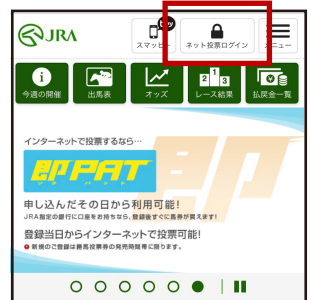 JRA
スマッピー
ネット投票ログイン
メニュー
今週の開催
出馬表
オッズ
2 1 3
レース結果
払戻金一覧
インターネットで投票するなら…
即PAT
申し込んだその日から利用可能!
JRA指定の銀行に口座をお持ちなら、登録後すぐに馬券が買えます!
登録当日からインターネットで投票可能!
新規のご登録は勝馬投票券の発売時間帯に限ります。